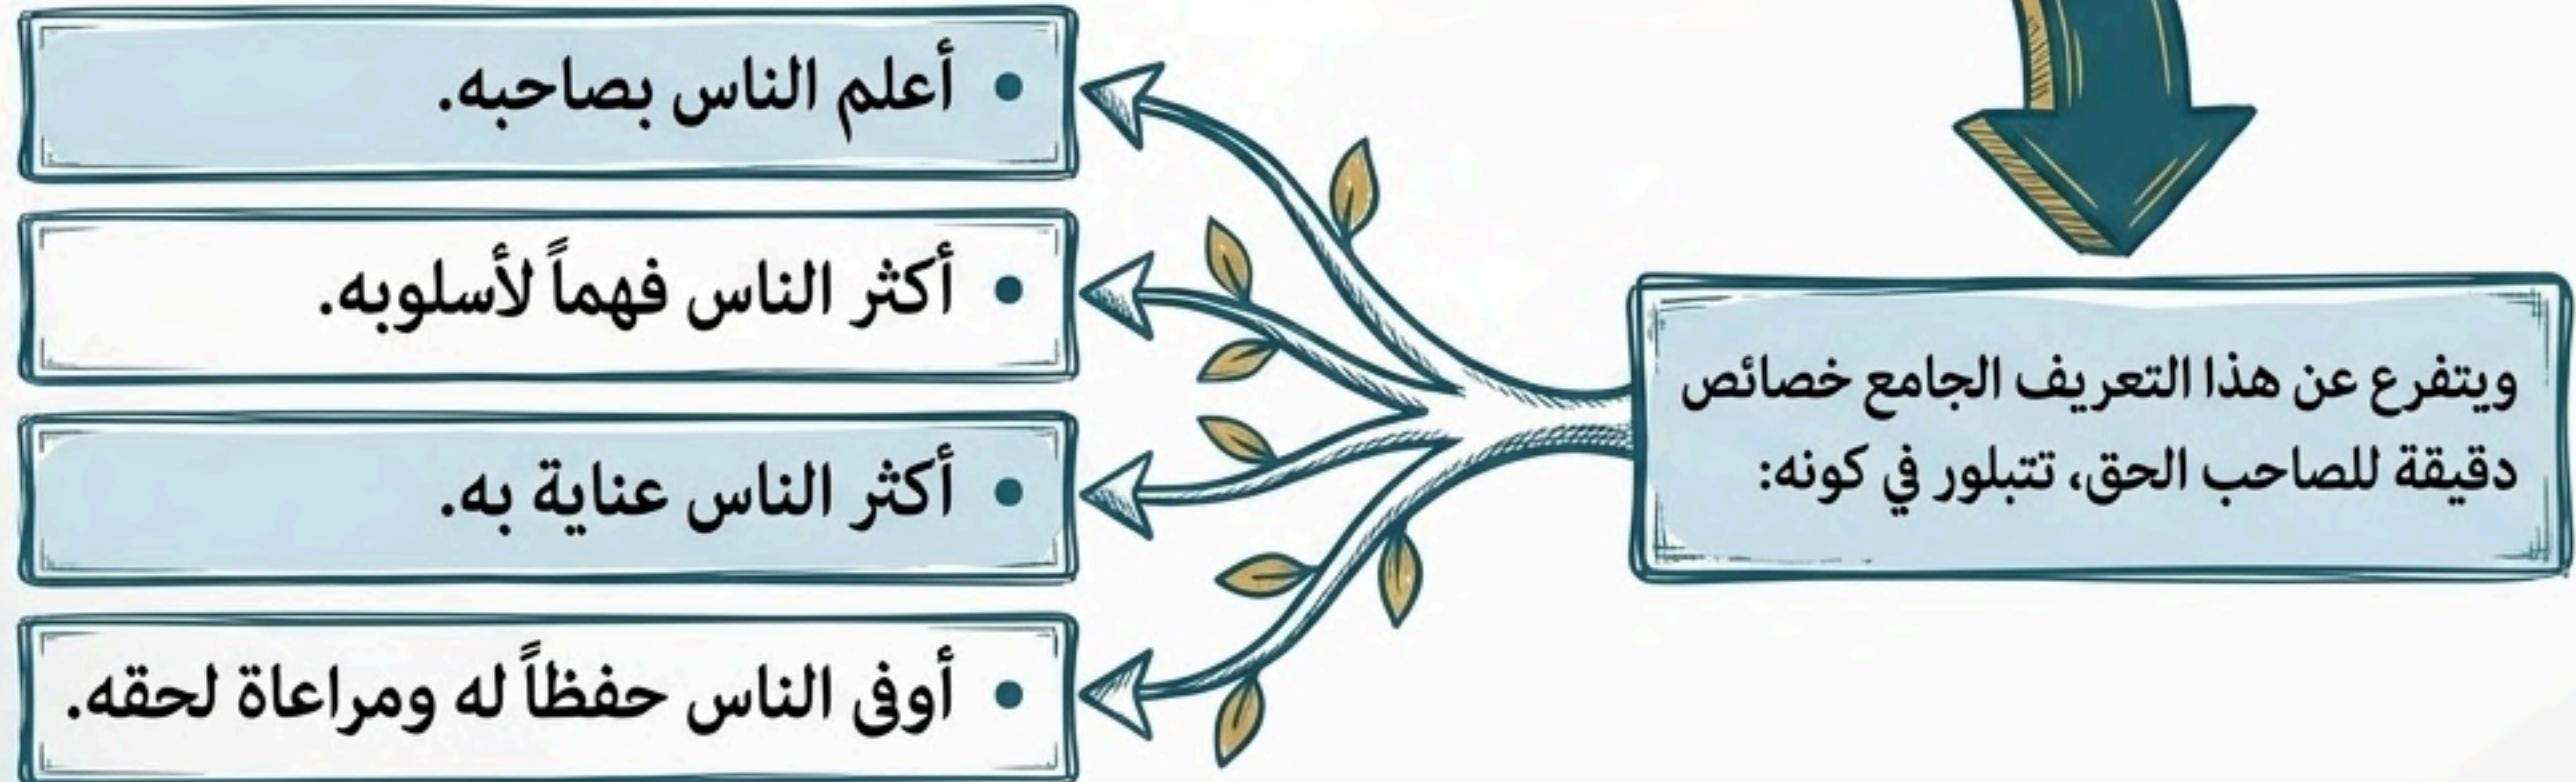 ويتفرع عن هذا التعريف الجامع خصائص
دقيقة للصاحب الحق، تتبلور في كونه:
• أعلم الناس بصاحبه.
• أكثر الناس فهماً لأسلوبه.
• أكثر الناس عناية به.
• أوفى الناس حفظاً له ومراعاة لحقه.